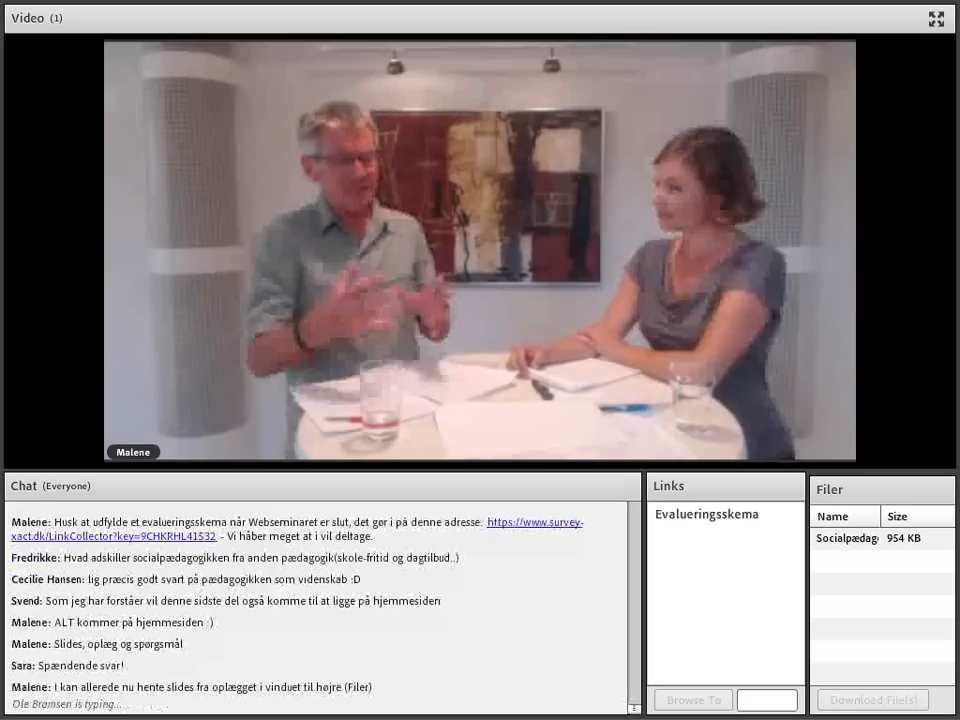 Video (1)
Malene
Chat (Everyone)
Malene: Husk at udfylde et evalueringsskema når Webseminaret er slut, det gør i på denne adresse: https://www.survey-
xact.dk/LinkCollector?key=9CHKRHL41532 - Vi håber meget at i vil deltage.
Fredrikke: Hvad adskiller socialpædagogikken fra anden pædagogik(skole-fritid og dagtilbud..)
Cecilie Hansen: lig præcis godt svart på pædagogikken som videnskab :D
Svend: Som jeg har forståer vil denne sidste del også komme til at ligge på hjemmesiden
Malene: ALT kommer på hjemmesiden :)
Malene: Slides, oplæg og spørgsmål
Sara: Spændende svar!
Malene: I kan allerede nu hente slides fra oplægget i vinduet til højre (Filer)
Ole Bramsen is typing...
Links
Evalueringsskema
Browse To
Filer
Name Size
Socialpædag 954 KB
Download File(s)